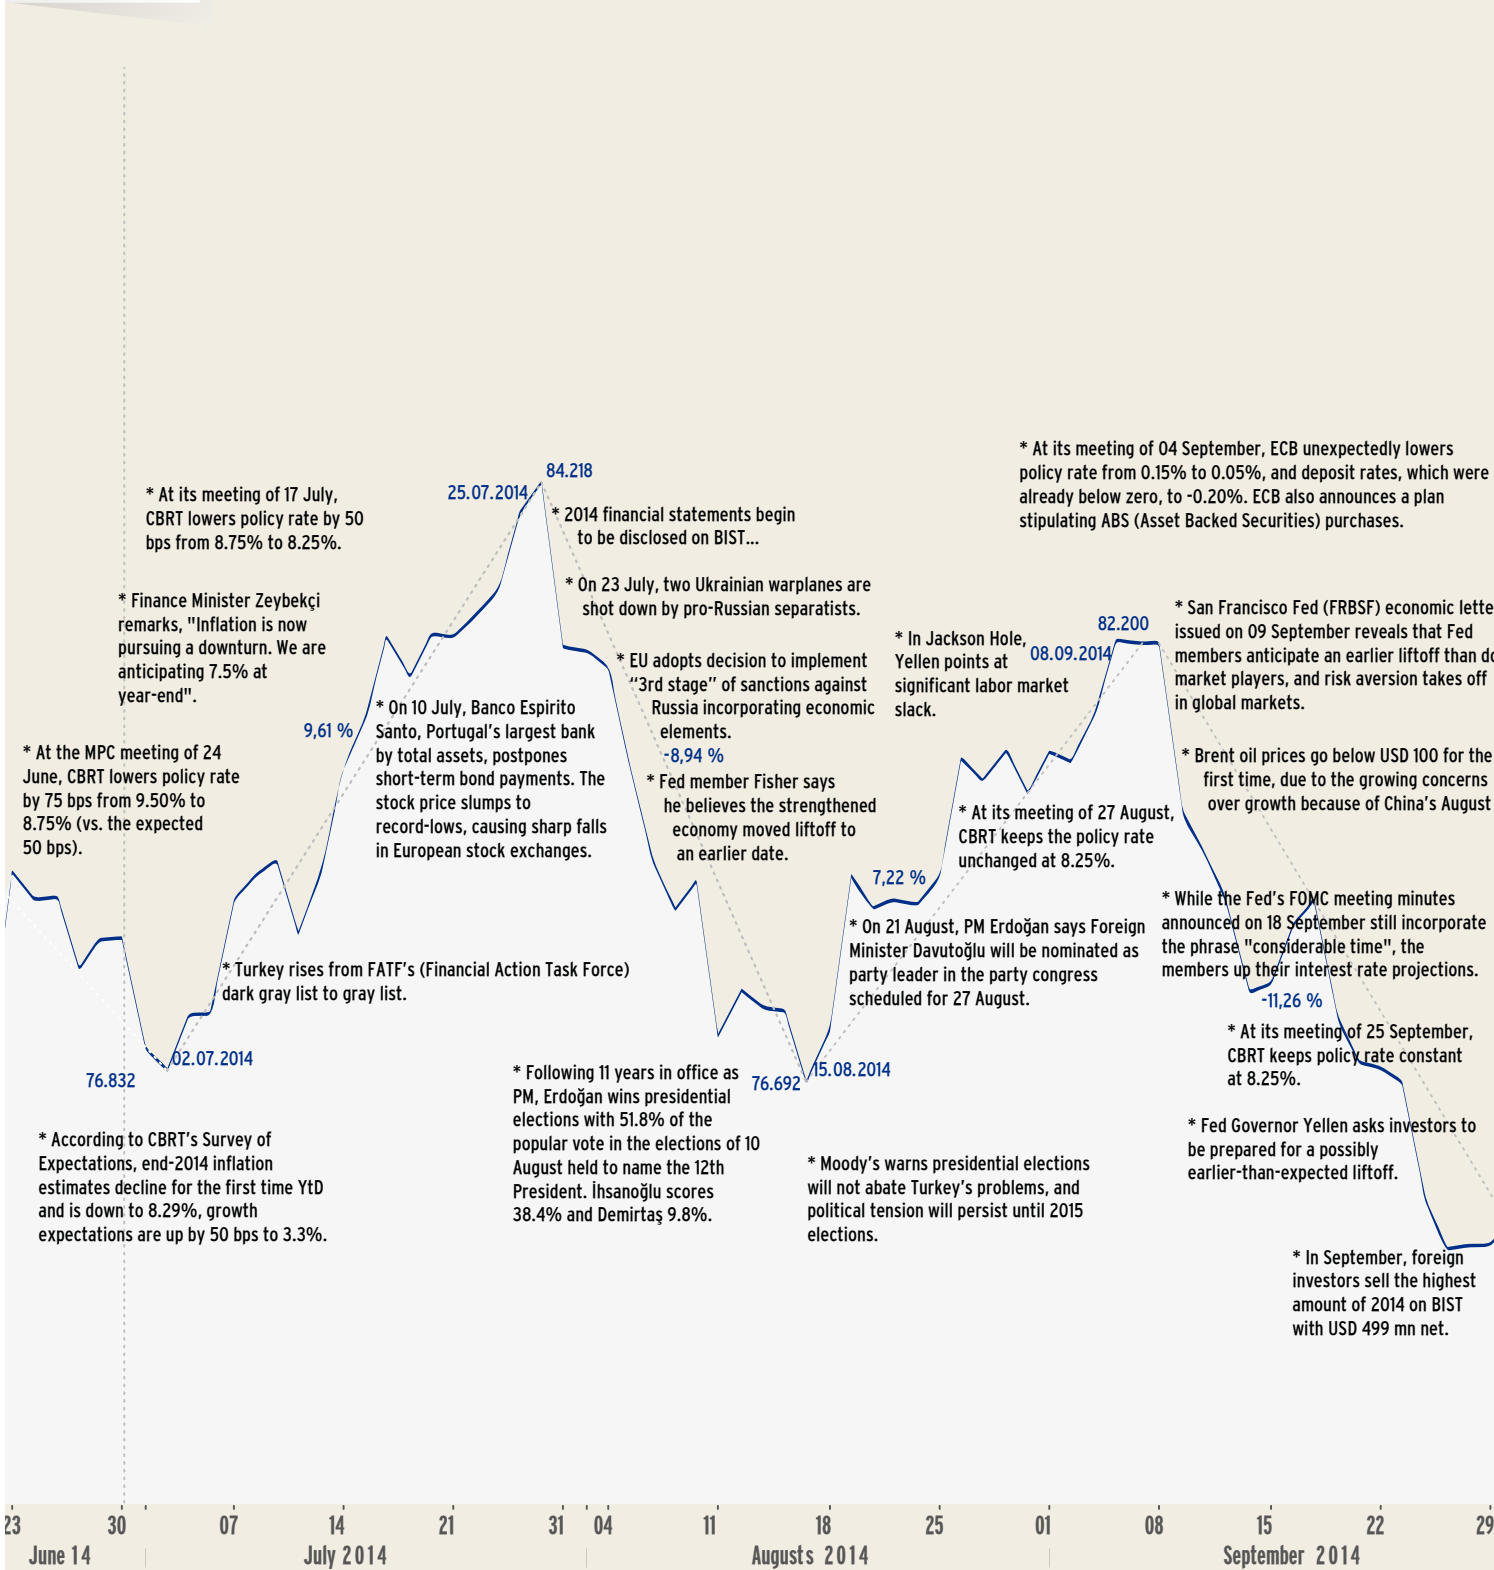 * At its meeting of 17 July,
CBRT lowers policy rate by 50
bps from 8.75% to 8.25%.
* Finance Minister Zeybekçi
remarks, "Inflation is now
pursuing a downturn. We are
anticipating 7.5% at
year-end".
* At the MPC meeting of 24
June, CBRT lowers policy rate
by 75 bps from 9.50% to
8.75% (vs. the expected
50 bps).
9,61 %
25.07.2014
84.218
* 2014 financial statements begin
to be disclosed on BIST...
* On 23 July, two Ukrainian warplanes are
shot down by pro-Russian separatists.
* EU adopts decision to implement
“3rd stage” of sanctions against
Russia incorporating economic
elements.
-8,94 %
* Fed member Fisher says
he believes the strengthened
economy moved liftoff to
an earlier date.
* On 10 July, Banco Espirito
Santo, Portugal’s largest bank
by total assets, postpones
short-term bond payments. The
stock price slumps to
record-lows, causing sharp falls
in European stock exchanges.
* Turkey rises from FATF’s (Financial Action Task Force)
dark gray list to gray list.
02.07.2014
76.832
* According to CBRT’s Survey of
Expectations, end-2014 inflation
estimates decline for the first time YtD
and is down to 8.29%, growth
expectations are up by 50 bps to 3.3%.
* Following 11 years in office as
PM, Erdoğan wins presidential
elections with 51.8% of the
popular vote in the elections of 10
August held to name the 12th
President. İhsanoğlu scores
38.4% and Demirtaş 9.8%.
76.692
15.08.2014
* Moody’s warns presidential elections
will not abate Turkey’s problems, and
political tension will persist until 2015
elections.
7,22 %
* On 21 August, PM Erdoğan says Foreign
Minister Davutoğlu will be nominated as
party leader in the party congress
scheduled for 27 August.
* In Jackson Hole,
Yellen points at
significant labor market
slack.
* At its meeting of 27 August,
CBRT keeps the policy rate
unchanged at 8.25%.
82.200
08.09.2014
* At its meeting of 04 September, ECB unexpectedly lowers
policy rate from 0.15% to 0.05%, and deposit rates, which were
already below zero, to -0.20%. ECB also announces a plan
stipulating ABS (Asset Backed Securities) purchases.
* San Francisco Fed (FRBSF) economic lette
issued on 09 September reveals that Fed
members anticipate an earlier liftoff than do
market players, and risk aversion takes off
in global markets.
* Brent oil prices go below USD 100 for the
first time, due to the growing concerns
over growth because of China’s August
* While the Fed’s FOMC meeting minutes
announced on 18 September still incorporate
the phrase "considerable time", the
members up their interest rate projections.
-11,26 %
* At its meeting of 25 September,
CBRT keeps policy rate constant
at 8.25%.
* Fed Governor Yellen asks investors to
be prepared for a possibly
earlier-than-expected liftoff.
* In September, foreign
investors sell the highest
amount of 2014 on BIST
with USD 499 mn net.
23 30 07 14 21 31 04 11 18 25 01 08 15 22 29
June 14 July 2014 Augusts 2014 September 2014